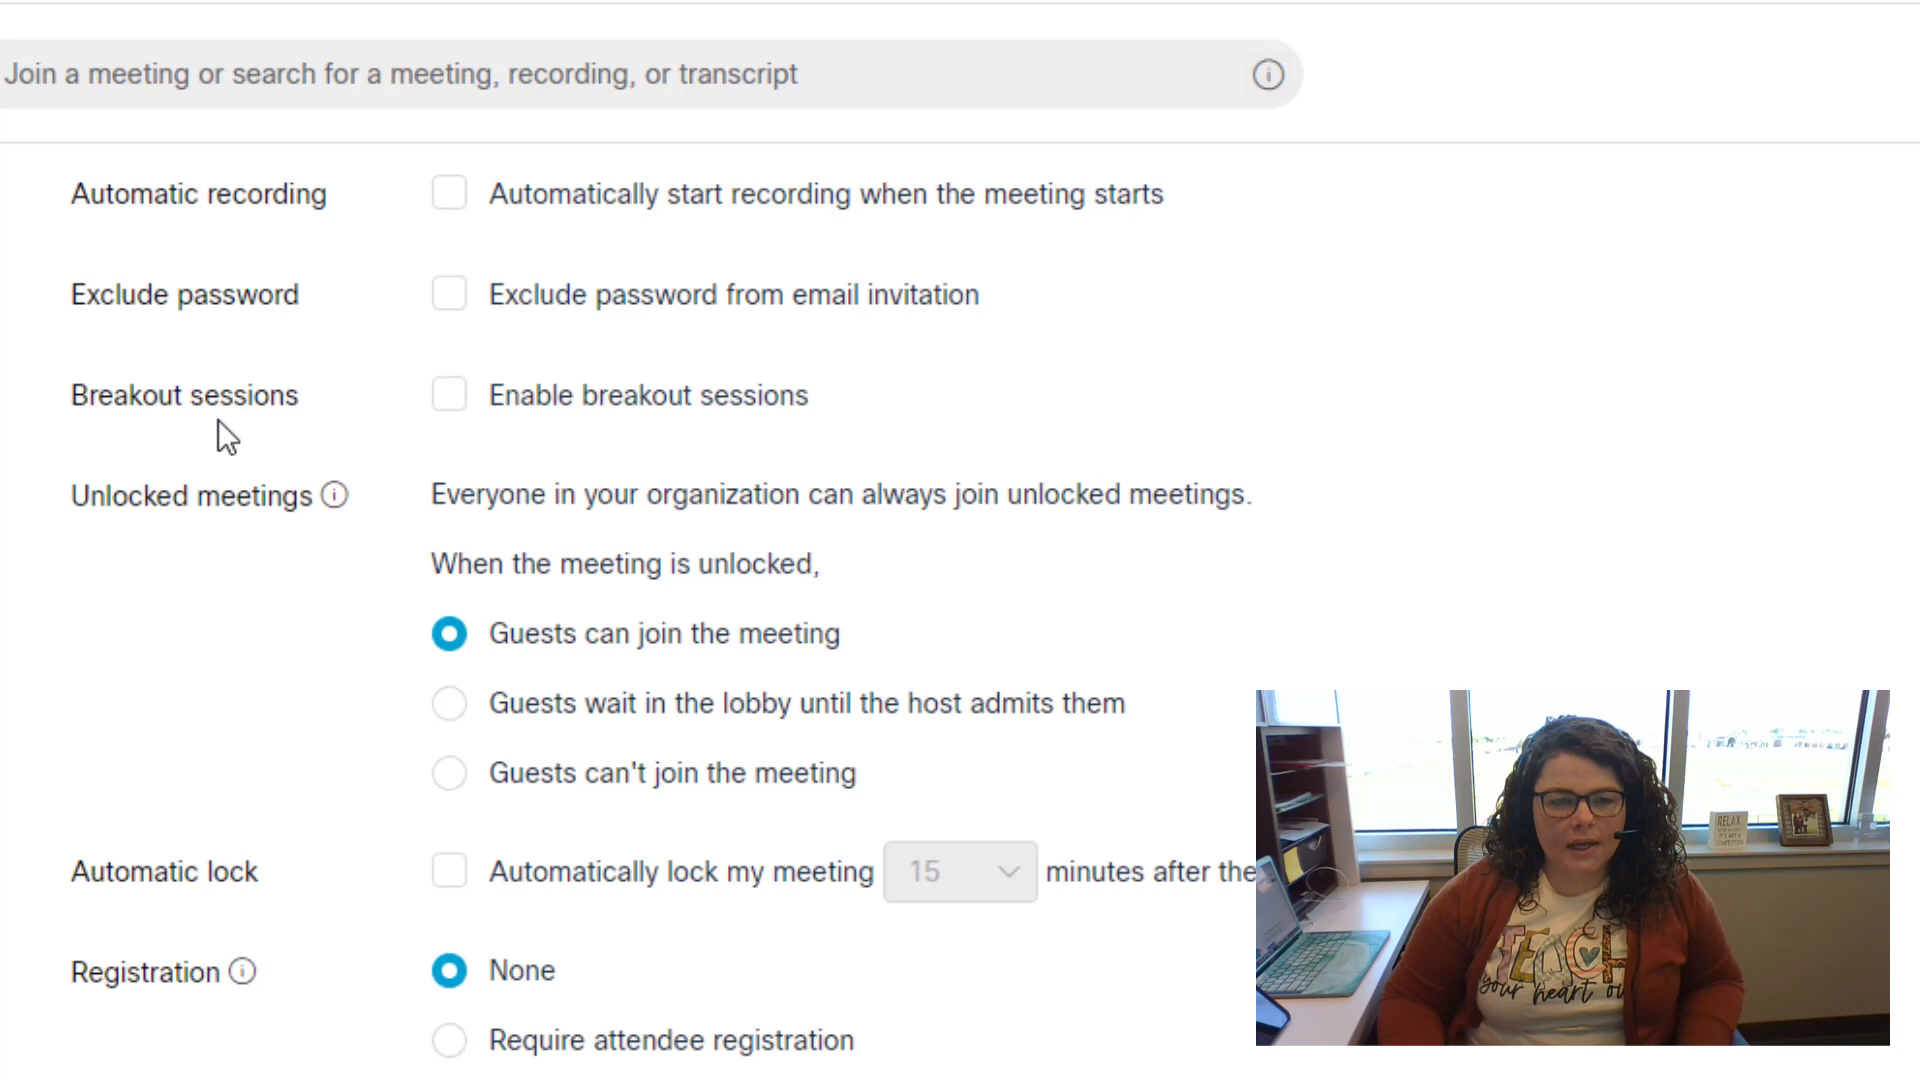 Join a meeting or search for a meeting, recording, or transcript
Automatic recording
Automatically start recording when the meeting starts
Exclude password
Exclude password from email invitation
Breakout sessions
Enable breakout sessions
Unlocked meetings
Everyone in your organization can always join unlocked meetings.
When the meeting is unlocked,
Guests can join the meeting
Guests wait in the lobby until the host admits them
Guests can't join the meeting
Automatic lock
Automatically lock my meeting 15 minutes after the
Registration
None
Require attendee registration
RELAX
TEACH
your heart